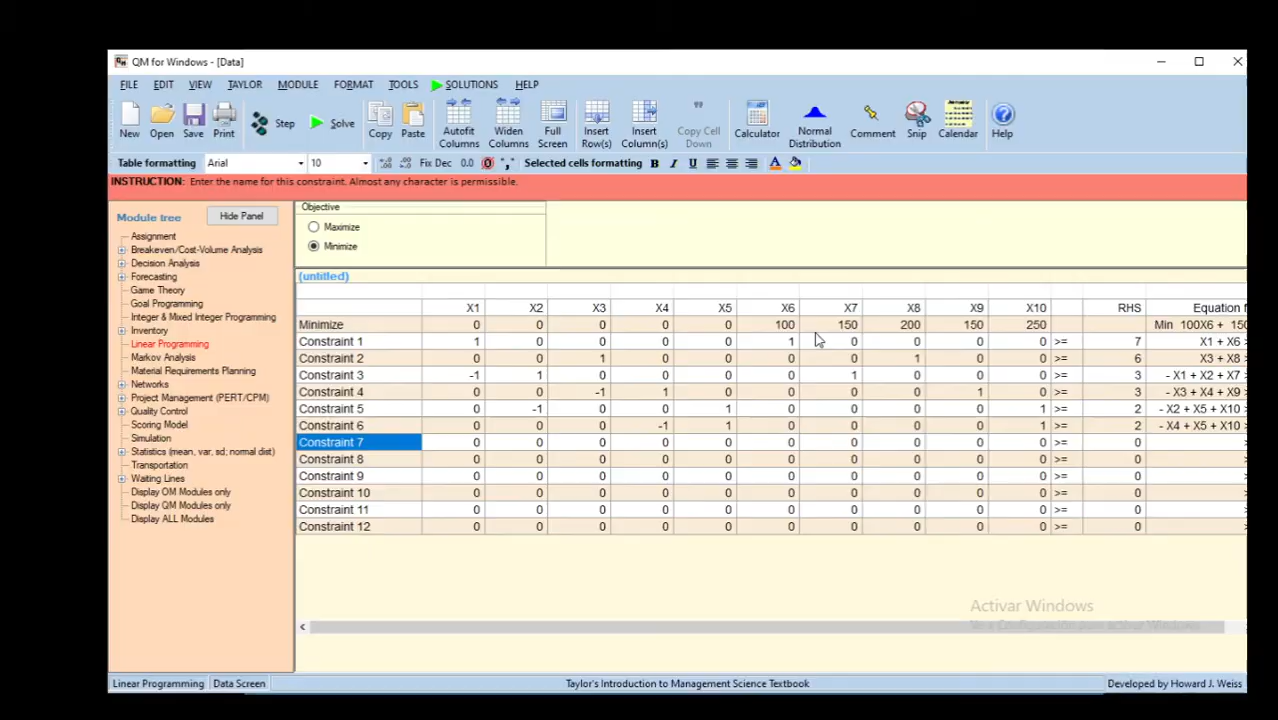 QM for Windows - [Data]
FILE EDIT VIEW TAYLOR MODULE FORMAT TOOLS SOLUTIONS HELP
New Open Save Print Step Solve Copy Paste Autofit Columns Widen Columns Full Screen Insert Row(s) Insert Column(s) Copy Cell Down Calculator Normal Distribution Comment Snip Calendar Help
Table formatting Arial 10 Fix Dec 0.0 Selected cells formatting B I U A
INSTRUCTION: Enter the name for this constraint. Almost any character is permissible.
Module tree Hide Panel
Assignment
Breakeven/Cost-Volume Analysis
Decision Analysis
Forecasting
Game Theory
Goal Programming
Integer & Mixed Integer Programming
Inventory
Linear Programming
Markov Analysis
Material Requirements Planning
Networks
Project Management (PERT/CPM)
Quality Control
Scoring Model
Simulation
Statistics (mean, var, sd; normal dist)
Transportation
Waiting Lines
Display OM Modules only
Display QM Modules only
Display ALL Modules
Objective
Maximize
Minimize
(untitled)
X1 X2 X3 X4 X5 X6 X7 X8 X9 X10 RHS Equation f
Minimize 0 0 0 0 0 100 150 200 150 250 Min 100X6 + 150
Constraint 1 1 0 0 0 0 1 0 0 0 0 >= 7 X1 + X6 >
Constraint 2 0 0 1 0 0 0 0 1 0 0 >= 6 X3 + X8 >
Constraint 3 -1 1 0 0 0 0 1 0 0 0 >= 3 - X1 + X2 + X7 >
Constraint 4 0 0 -1 1 0 0 0 0 1 0 >= 3 - X3 + X4 + X9 >
Constraint 5 0 -1 0 0 1 0 0 0 0 1 >= 2 - X2 + X5 + X10 >
Constraint 6 0 0 0 -1 1 0 0 0 0 1 >= 2 - X4 + X5 + X10 >
Constraint 7 0 0 0 0 0 0 0 0 0 0 >= 0 >
Constraint 8 0 0 0 0 0 0 0 0 0 0 >= 0 >
Constraint 9 0 0 0 0 0 0 0 0 0 0 >= 0 >
Constraint 10 0 0 0 0 0 0 0 0 0 0 >= 0 >
Constraint 11 0 0 0 0 0 0 0 0 0 0 >= 0 >
Constraint 12 0 0 0 0 0 0 0 0 0 0 >= 0 >
Activar Windows
Linear Programming Data Screen Taylor's Introduction to Management Science Textbook Developed by Howard J. Weiss